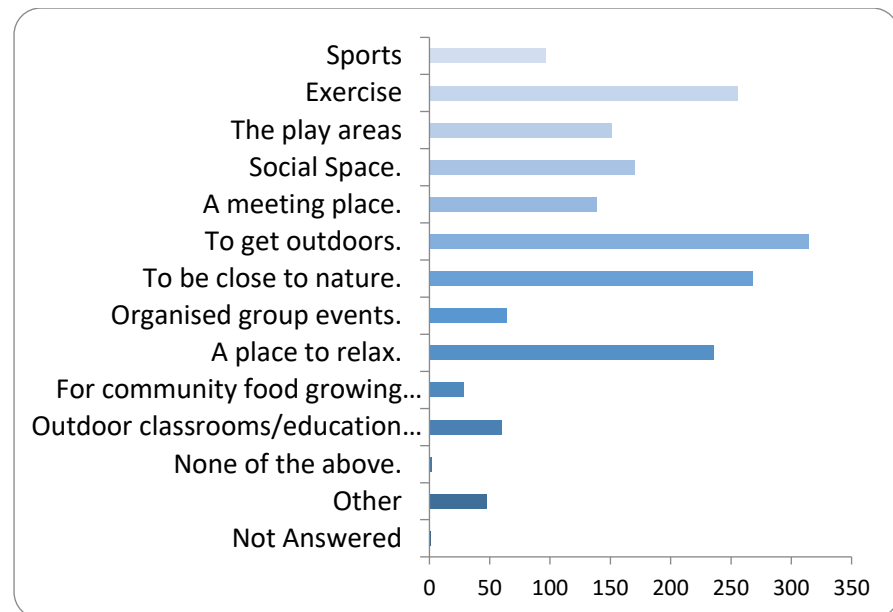 Sports
Exercise
The play areas
Social Space.
A meeting place.
To get outdoors.
To be close to nature.
Organised group events.
A place to relax.
For community food growing...
Outdoor classrooms/education...
None of the above.
Other
Not Answered
0 50 100 150 200 250 300 350